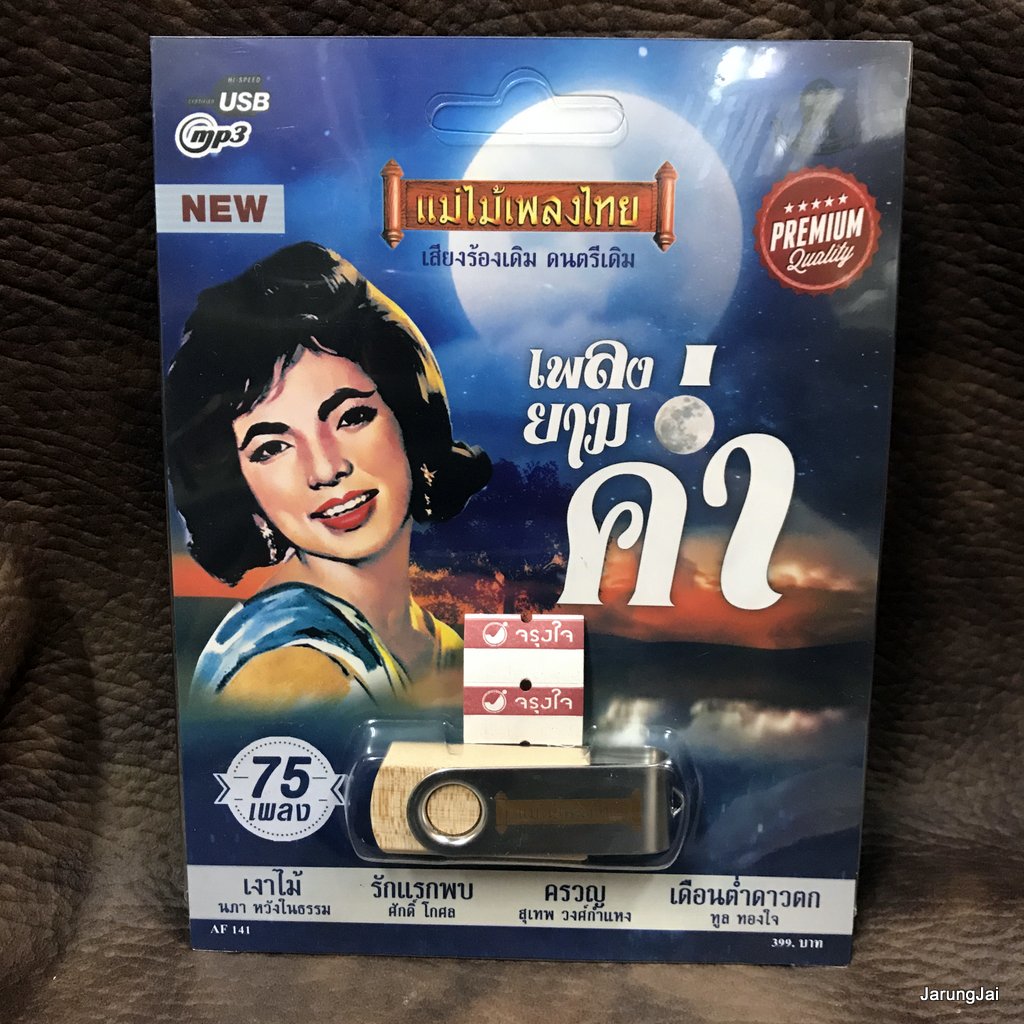 HI-SPEED
CERTIFIED USB
mp3
NEW
แม่ไม้เพลงไทย
เสียงร้องเดิม ดนตรีเดิม
PREMIUM
Quality
เพลง
ยาม
ค่ำ
จรุงใจ
จรุงใจ
75
เพลง
เงาไม้
นภา หวังในธรรม
รักแรกพบ
ศักดิ์ โกศล
ครวญ
สุเทพ วงศ์กำแหง
เดือนต่ำดาวตก
ทูล ทองใจ
AF 141
399. บาท
JarungJai